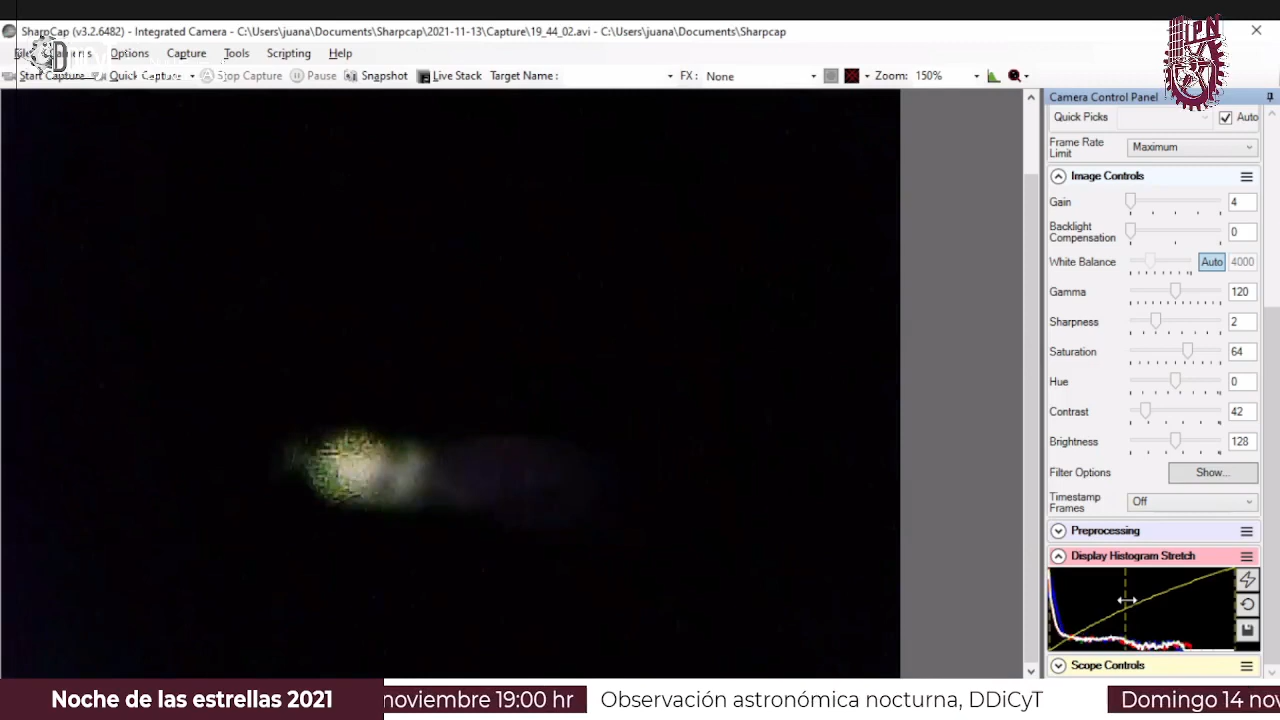 SharpCap (v3.2.6482) - Integrated Camera - C:\Users\juana\Documents\Sharpcap\2021-11-13\Capture\19_44_02.avi - C:\Users\juana\Documents\Sharpcap
Options Capture Tools Scripting Help
Start Capture Quick Capture Stop Capture Pause Snapshot Live Stack Target Name : FX : None Zoom: 150%
IPN
D
Camera Control Panel
Quick Picks Auto
Frame Rate Limit Maximum
Image Controls
Gain 4
Backlight Compensation 0
White Balance Auto 4000
Gamma 120
Sharpness 2
Saturation 64
Hue 0
Contrast 42
Brightness 128
Filter Options Show...
Timestamp Frames Off
Preprocessing
Display Histogram Stretch
Scope Controls
Noche de las estrellas 2021 noviembre 19:00 hr Observación astronómica nocturna, DDiCyT Domingo 14 nov